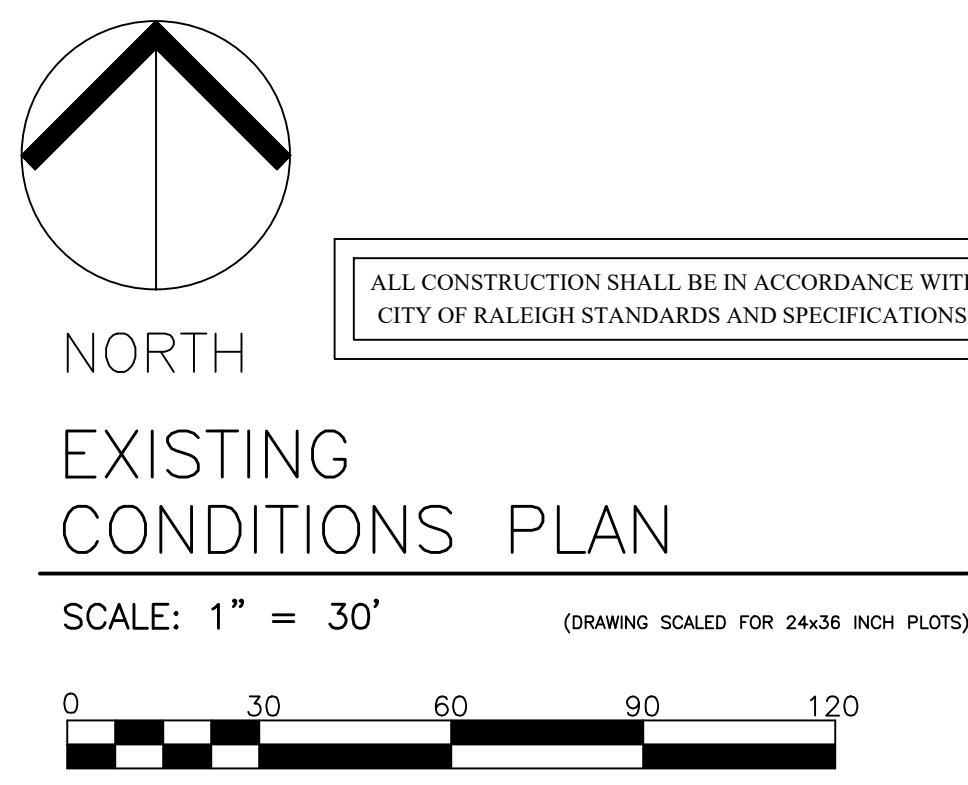 ALL CONSTRUCTION SHALL BE IN ACCORDANCE
CITY OF RALEIGH STANDARDS AND SPECIFICATIONS
NORTH
EXISTING
CONDITIONS PLAN
SCALE: 1” = 30’
(DRAWING SCALED FOR 24x36 INCH PLOTS)
0 30 60 90 120